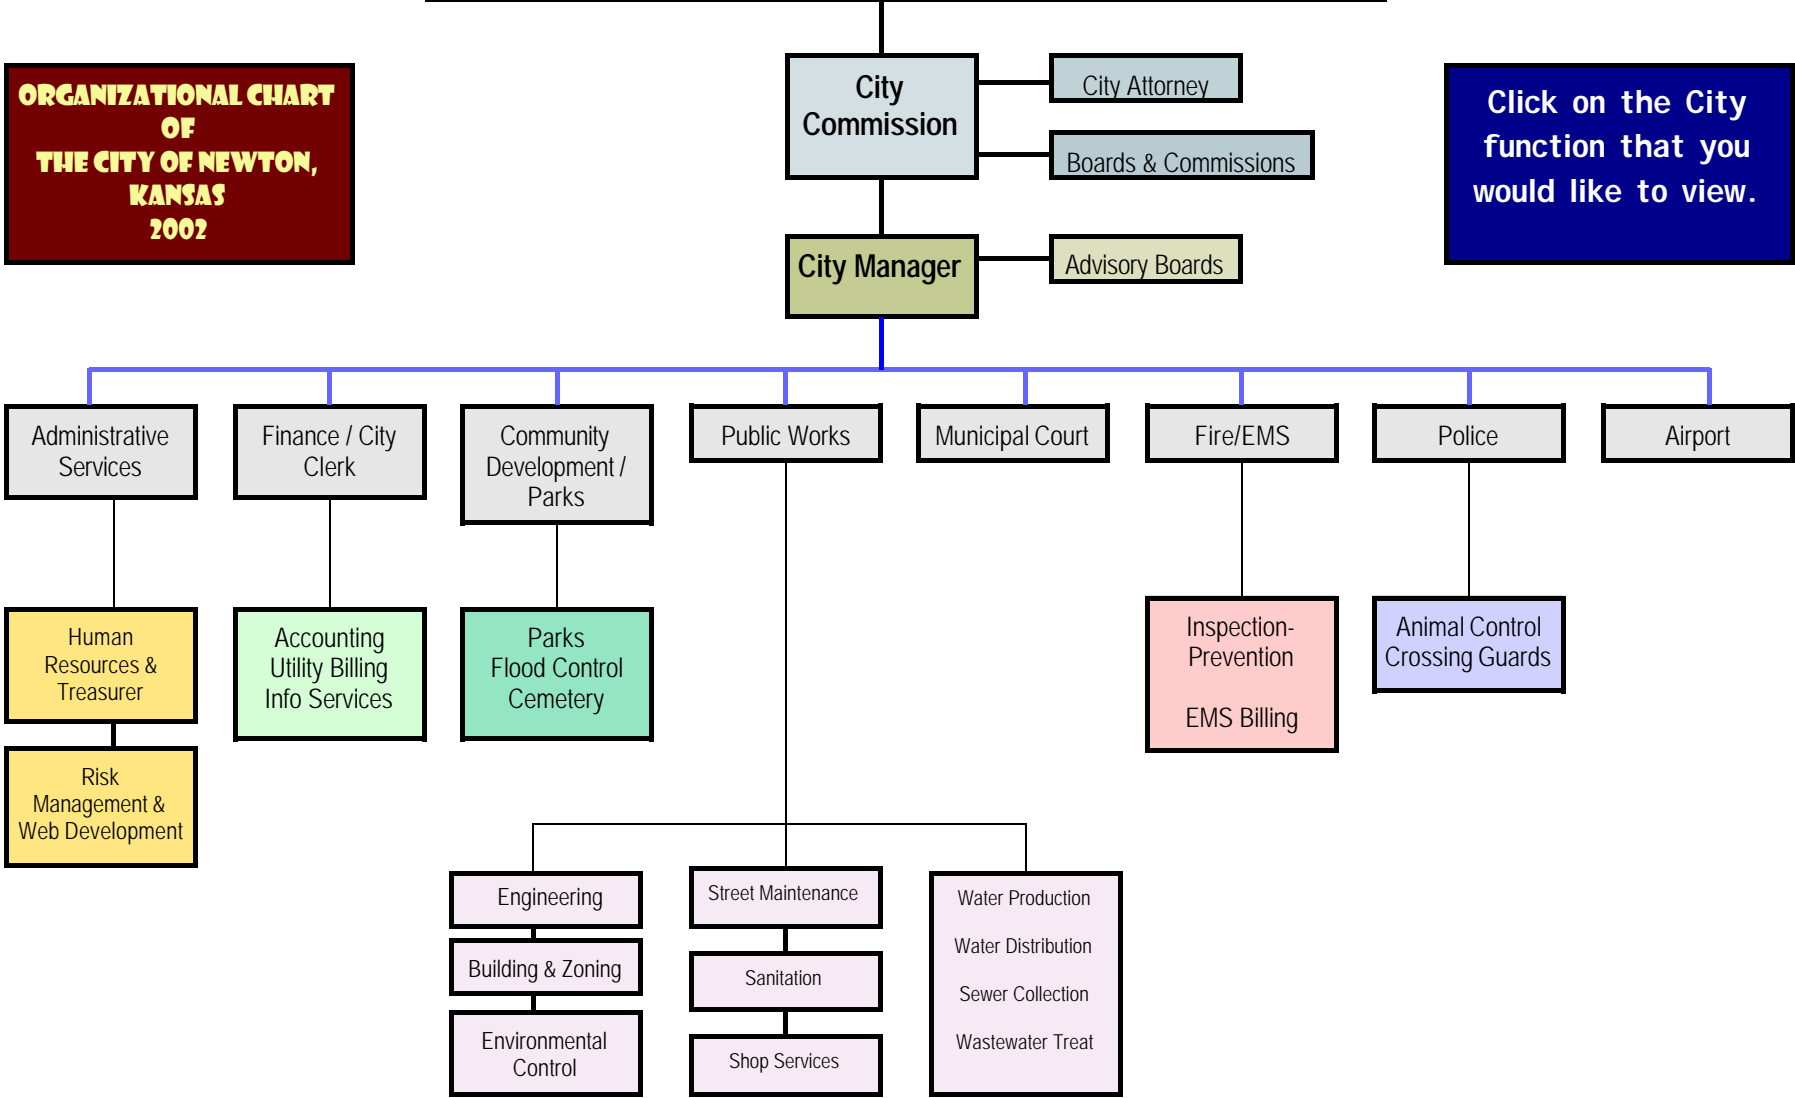 ORGANIZATIONAL CHART
OF
THE CITY OF NEWTON,
KANSAS
2002
City
Commission
City Attorney
Boards & Commissions
Click on the City
function that you
would like to view.
City Manager
Advisory Boards
Administrative
Services
Finance / City
Clerk
Community
Development /
Parks
Public Works
Municipal Court
Fire/EMS
Police
Airport
Human
Resources &
Treasurer
Accounting
Utility Billing
Info Services
Parks
Flood Control
Cemetery
Inspection-
Prevention
EMS Billing
Animal Control
Crossing Guards
Risk
Management &
Web Development
Engineering
Building & Zoning
Environmental
Control
Street Maintenance
Sanitation
Shop Services
Water Production
Water Distribution
Sewer Collection
Wastewater Treat